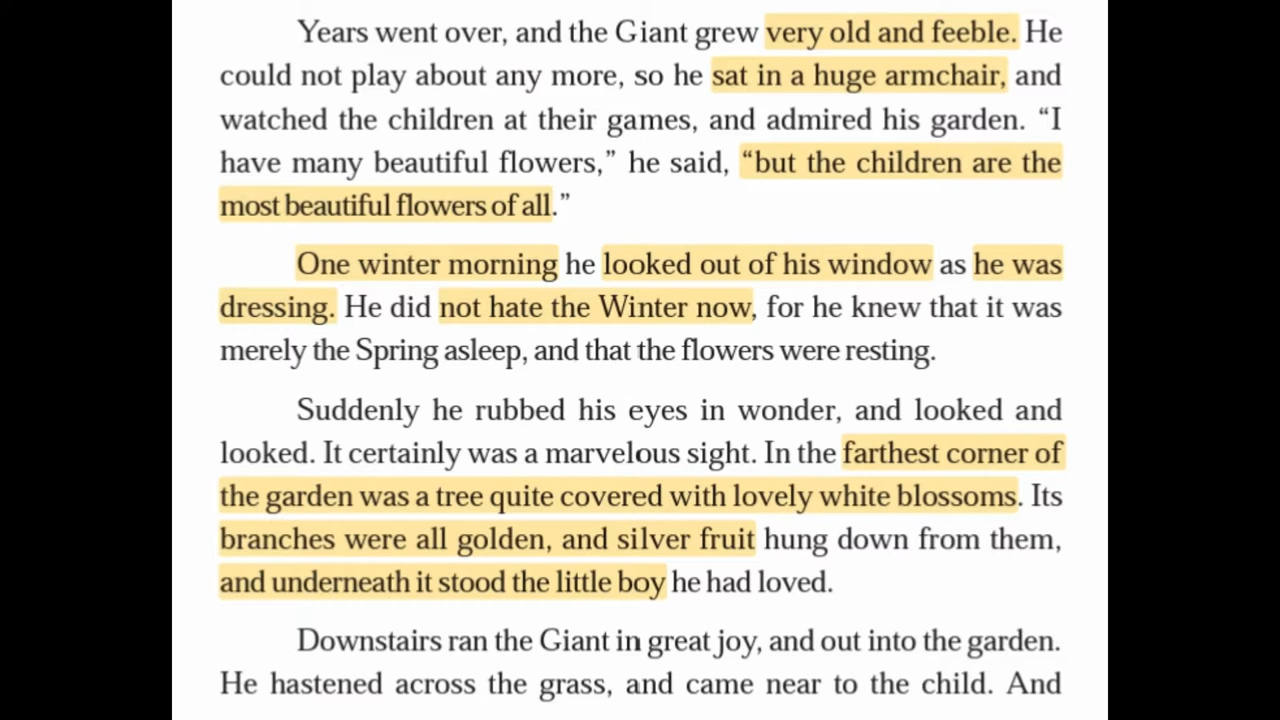 Years went over, and the Giant grew very old and feeble. He
could not play about any more, so he sat in a huge armchair, and
watched the children at their games, and admired his garden. “I
have many beautiful flowers,” he said, “but the children are the
most beautiful flowers of all.”
One winter morning he looked out of his window as he was
dressing. He did not hate the Winter now, for he knew that it was
merely the Spring asleep, and that the flowers were resting.
Suddenly he rubbed his eyes in wonder, and looked and
looked. It certainly was a marvelous sight. In the farthest corner of
the garden was a tree quite covered with lovely white blossoms. Its
branches were all golden, and silver fruit hung down from them,
and underneath it stood the little boy he had loved.
Downstairs ran the Giant in great joy, and out into the garden.
He hastened across the grass, and came near to the child. And